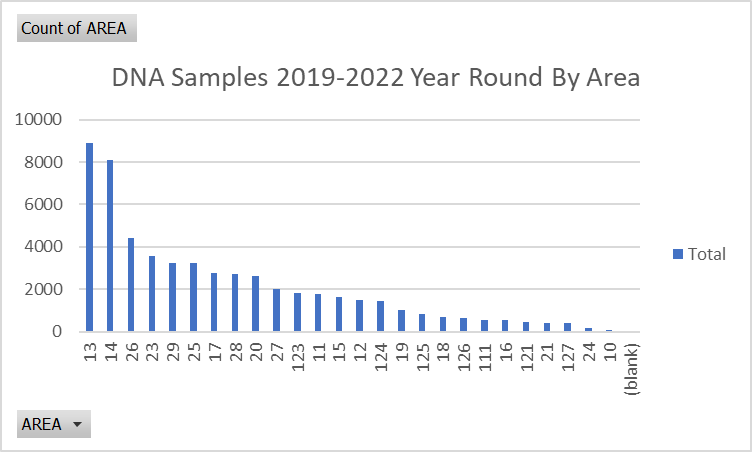 Count of AREA
DNA Samples 2019-2022 Year Round By Area
10000
8000
6000
4000
2000
0
13 14 26 23 29 25 17 28 20 27 123 11 15 12 124 19 125 18 126 111 16 121 21 127 24 10 (blank)
Total
AREA